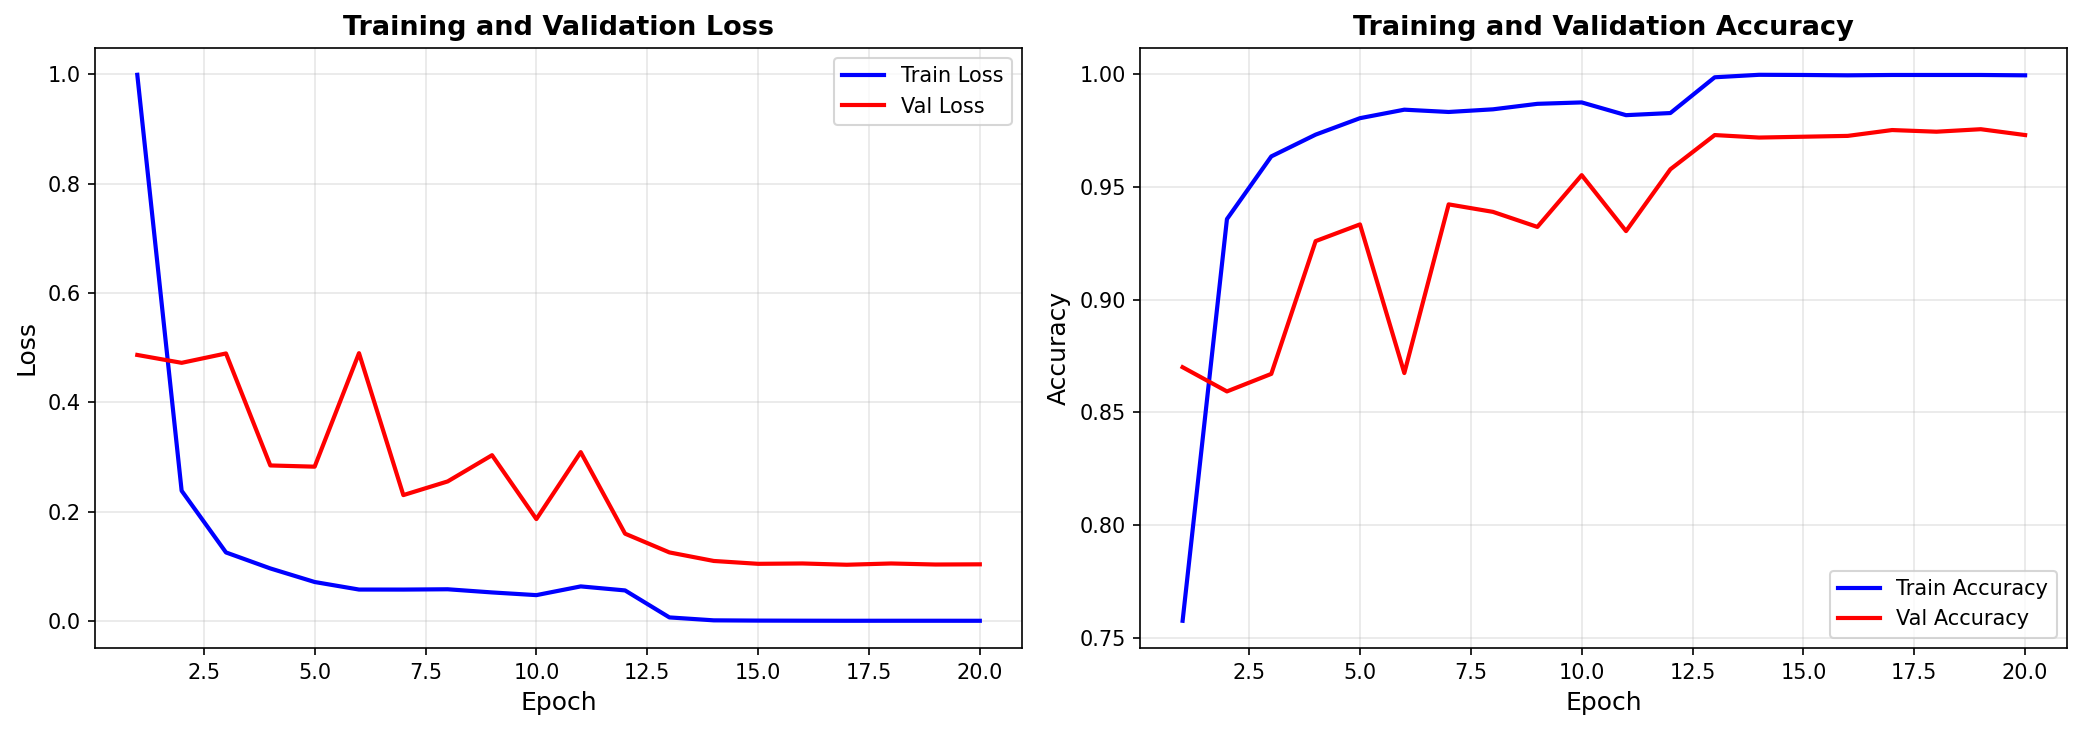 Training and Validation Loss
Train Loss
Val Loss
1.0
0.8
0.6
0.4
0.2
0.0
Loss
2.5 5.0 7.5 10.0 12.5 15.0 17.5 20.0
Epoch
Training and Validation Accuracy
1.00
0.95
0.90
0.85
0.80
0.75
Accuracy
Train Accuracy
Val Accuracy
2.5 5.0 7.5 10.0 12.5 15.0 17.5 20.0
Epoch